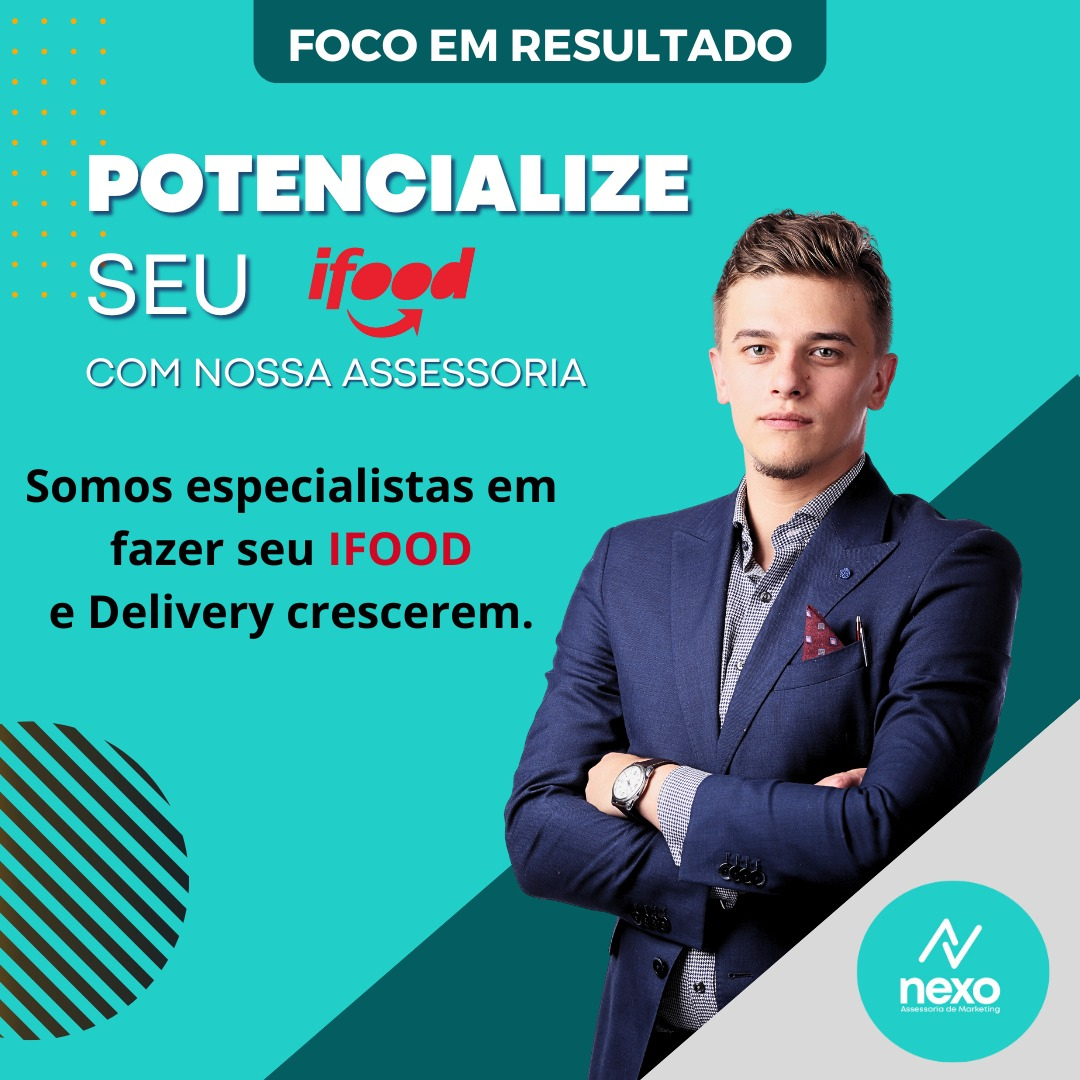 FOCO EM RESULTADO
POTENCIALIZE
SEU ifood
COM NOSSA ASSESSORIA
Somos especialistas em
fazer seu IFOOD
e Delivery crescerem.
nexo
Assessoria de Marketing